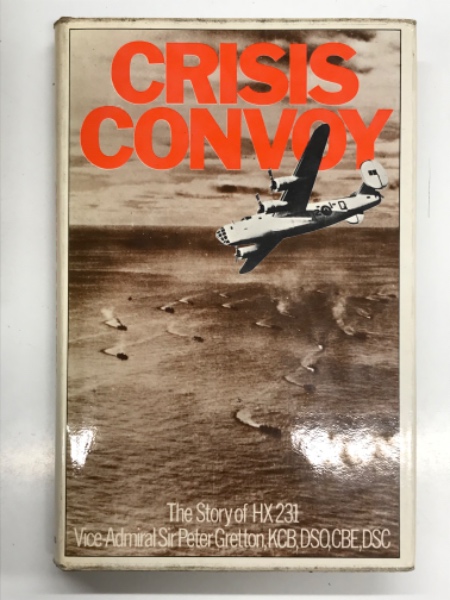 CRISIS
CONVOY
Q
The Story of HX 231
Vice-Admiral Sir Peter Gretton, KCB, DSO, CBE, DSC